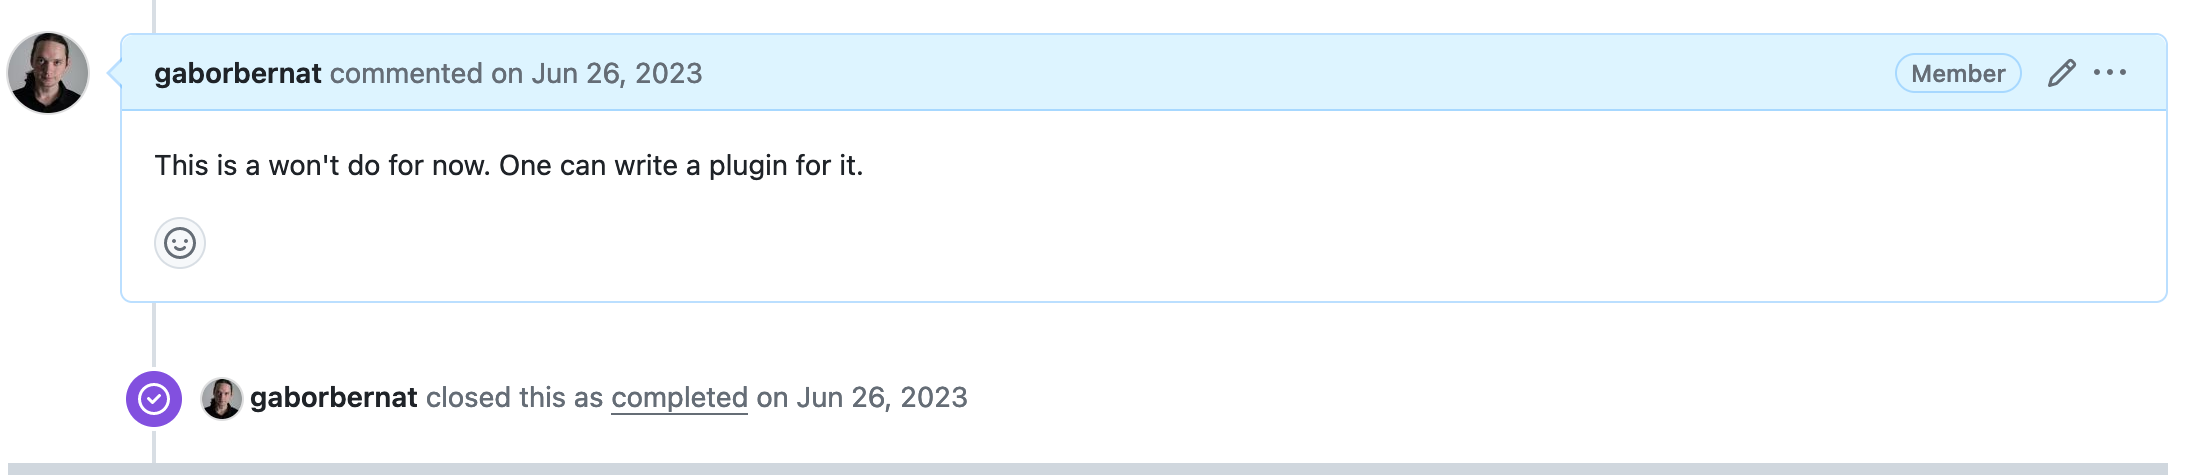 gaborbernat commented on Jun 26, 2023 Member
This is a won't do for now. One can write a plugin for it.
gaborbernat closed this as completed on Jun 26, 2023